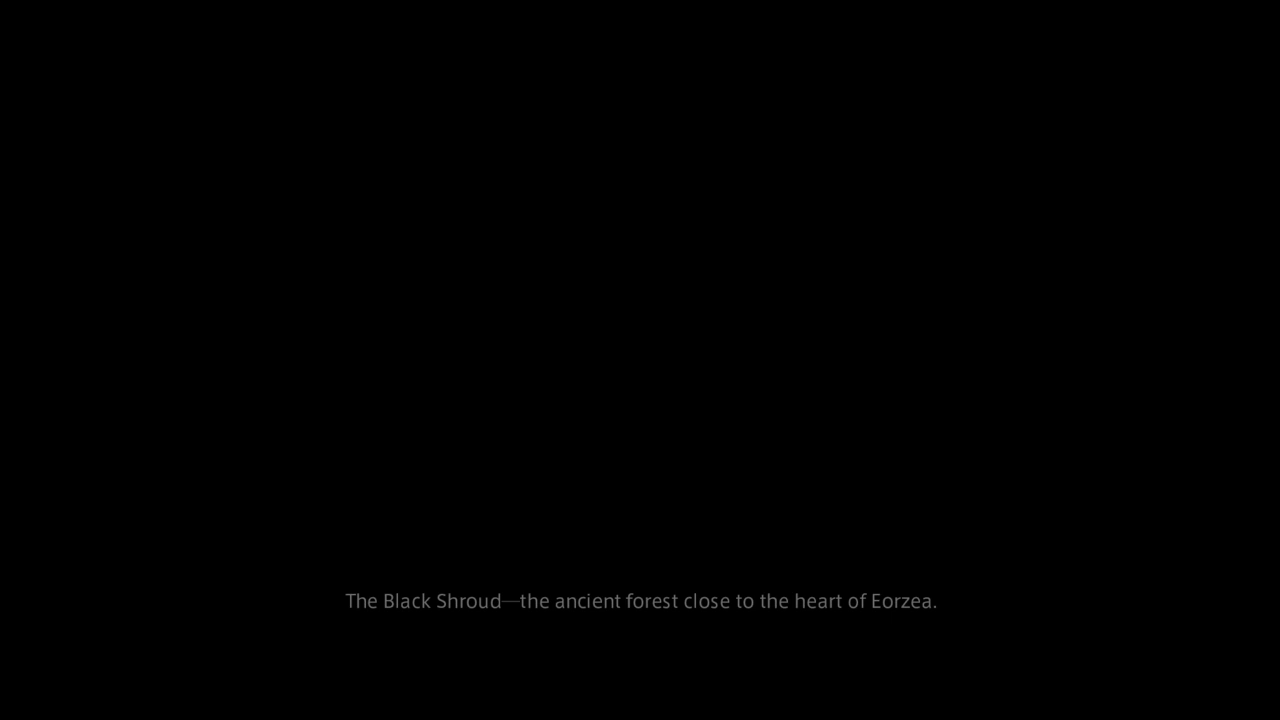 The Black Shroud—the ancient forest close to the heart of Eorzea.